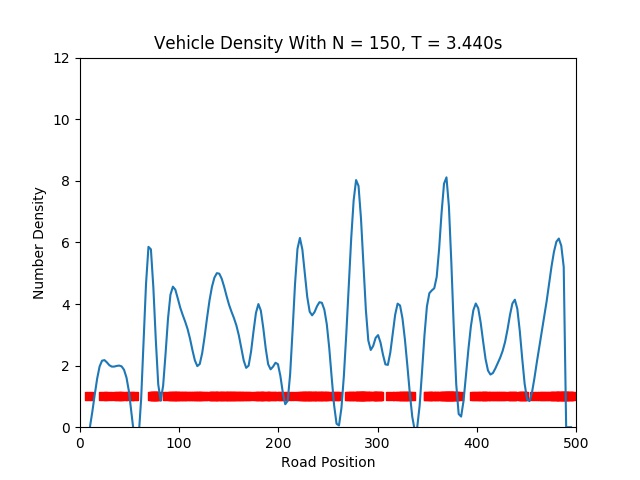 Vehicle Density With N = 150, T = 3.440s
12
10
8
6
4
2
0
Number Density
0 100 200 300 400 500
Road Position